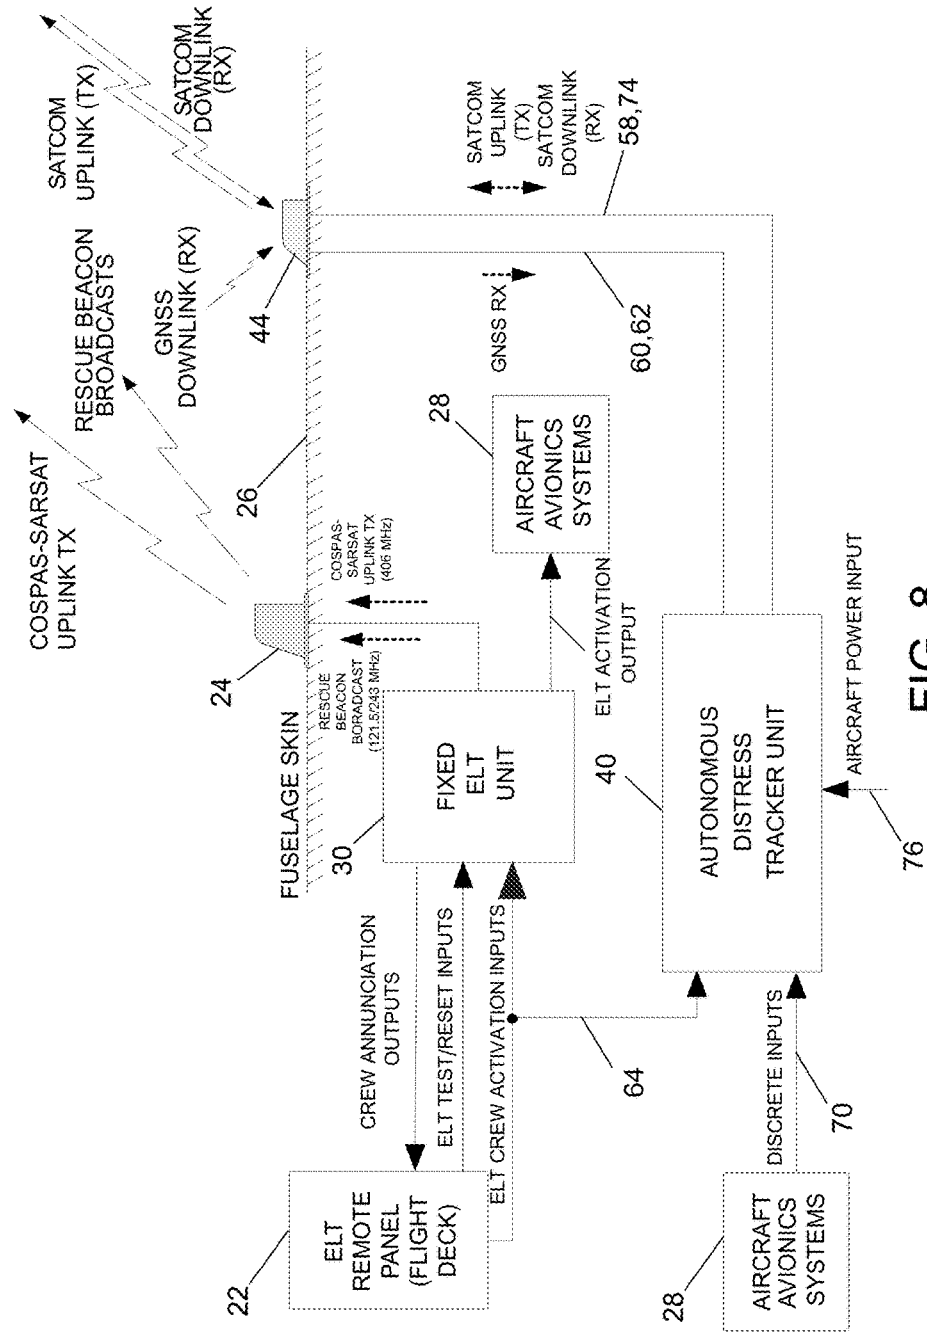 COSPAS-SARSAT
UPLINK TX
RESCUE BEACON
BROADCASTS
GNSS
DOWNLINK (RX)
SATCOM
UPLINK (TX)
SATCOM
DOWNLINK
(RX)
24
26
44
FUSELAGE SKIN
RESCUE
BEACON
BORADCAST
(121.5/243 MHz)
COSPAS-
SARSAT
UPLINK TX
(406 MHz)
30
FIXED
ELT
UNIT
CREW ANNUNCIATION
OUTPUTS
ELT TEST/RESET INPUTS
ELT CREW ACTIVATION INPUTS
22
ELT
REMOTE
PANEL
(FLIGHT
DECK)
28
AIRCRAFT
AVIONICS
SYSTEMS
ELT ACTIVATION
OUTPUT
GNSS RX
60,62
SATCOM
UPLINK
(TX)
SATCOM
DOWNLINK
(RX)
58,74
64
40
AUTONOMOUS
DISTRESS
TRACKER UNIT
28
AIRCRAFT
AVIONICS
SYSTEMS
DISCRETE INPUTS
70
76
AIRCRAFT POWER INPUT
FIG. 8